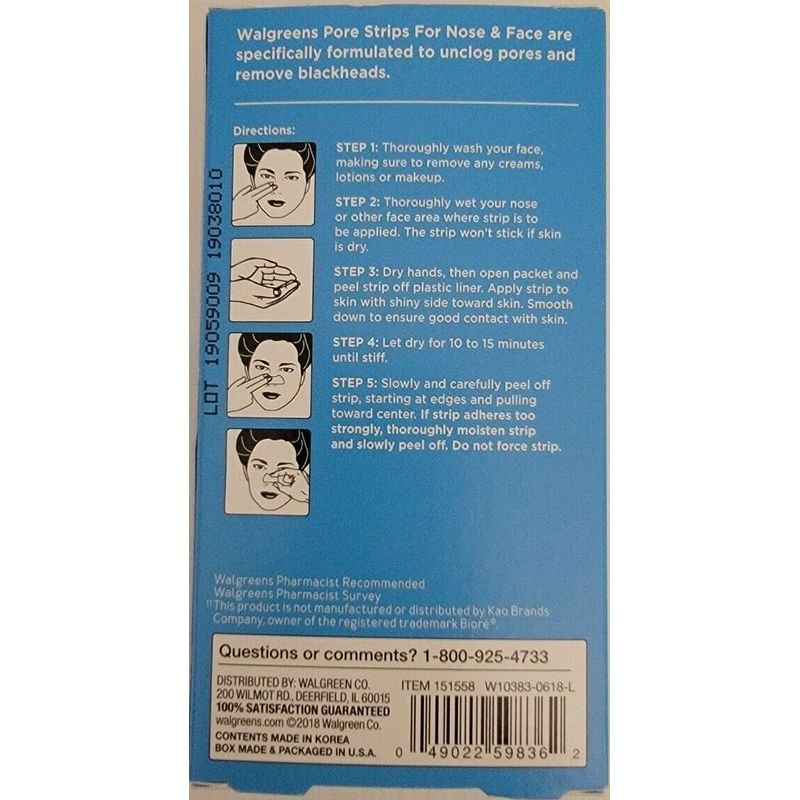 Walgreens Pore Strips For Nose & Face are
specifically formulated to unclog pores and
remove blackheads.
Directions:
STEP 1: Thoroughly wash your face,
making sure to remove any creams,
lotions or makeup.
STEP 2: Thoroughly wet your nose
or other face area where strip is to
be applied. The strip won't stick if skin
is dry.
STEP 3: Dry hands, then open packet and
peel strip off plastic liner. Apply strip to
skin with shiny side toward skin. Smooth
down to ensure good contact with skin.
STEP 4: Let dry for 10 to 15 minutes
until stiff.
STEP 5: Slowly and carefully peel off
strip, starting at edges and pulling
toward center. If strip adheres too
strongly, thoroughly moisten strip
and slowly peel off. Do not force strip.
LOT 19059009 19038010
Walgreens Pharmacist Recommended
Walgreens Pharmacist Survey
††This product is not manufactured or distributed by Kao Brands
Company, owner of the registered trademark Bioré®.
Questions or comments? 1-800-925-4733
DISTRIBUTED BY: WALGREEN CO.
200 WILMOT RD., DEERFIELD, IL 60015
100% SATISFACTION GUARANTEED
walgreens.com ©2018 Walgreen Co.
CONTENTS MADE IN KOREA
BOX MADE & PACKAGED IN U.S.A.
ITEM 151558 W10383-0618-L
0 49022 59836 2